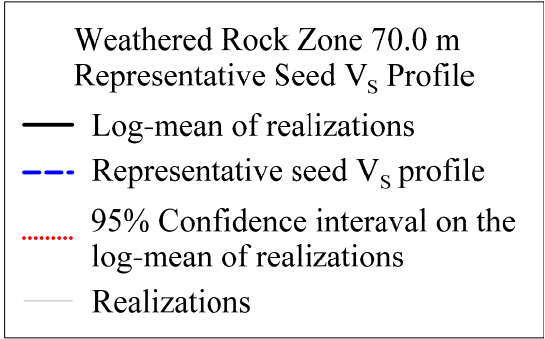 Weathered Rock Zone 70.0 m
Representative Seed VS Profile
Log-mean of realizations
Representative seed VS profile
95% Confidence interaval on the
log-mean of realizations
Realizations